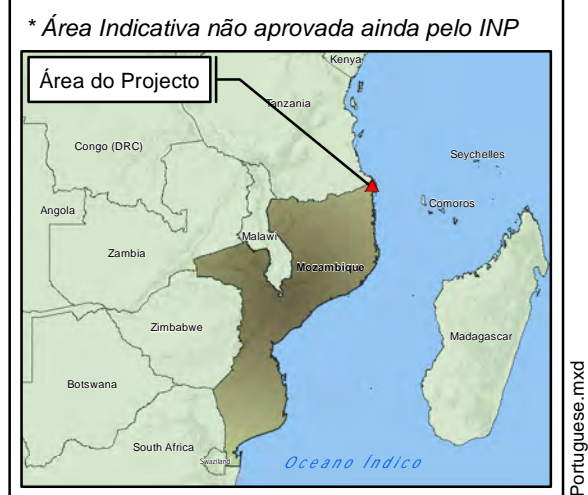 * Área Indicativa não aprovada ainda pelo INP
Kenya
Área do Projecto
Tanzania
Congo (DRC)
Seychelles
Angola
Comoros
Malawi
Zambia
Mozambique
Zimbabwe
Madagascar
Botswana
South Africa
Swaziland
Oceano Índico
Portuguese.mxd